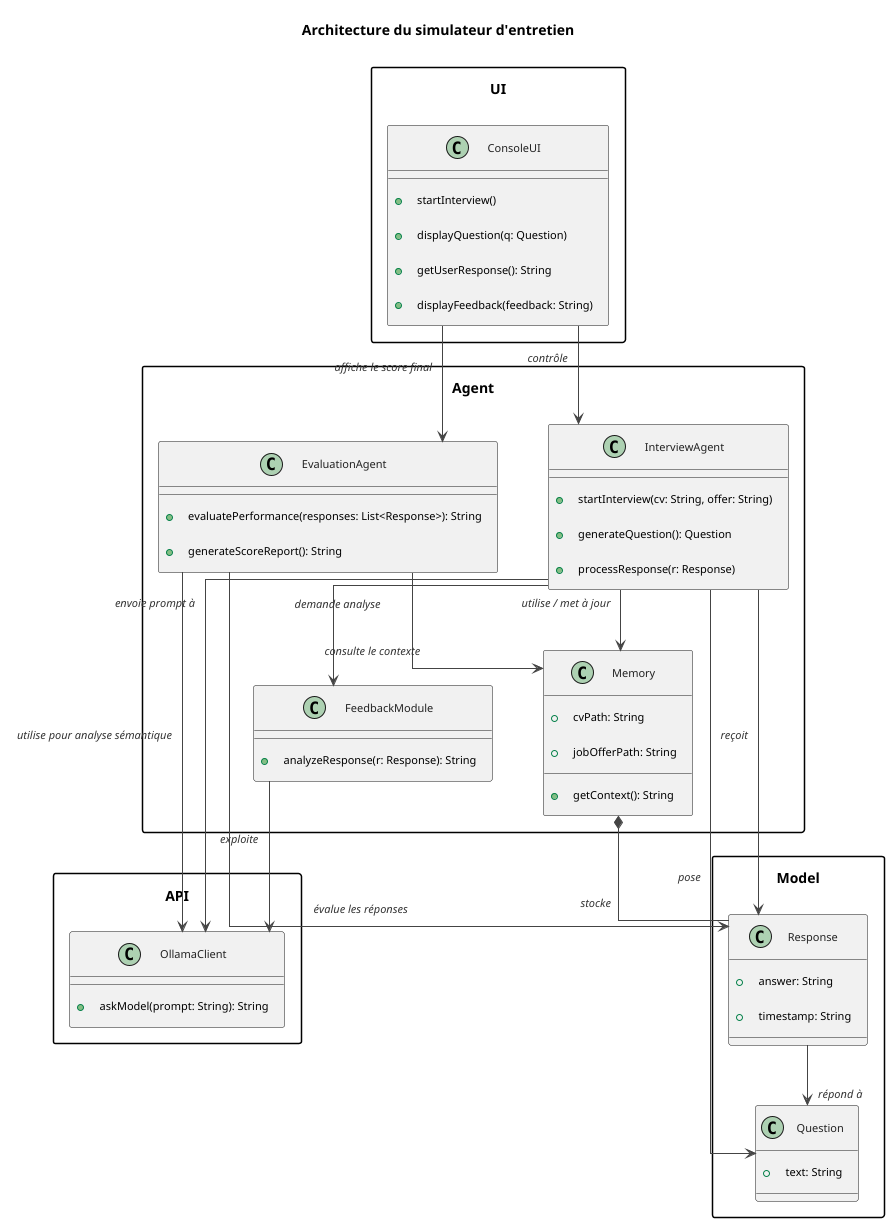 Architecture du simulateur d'entretien
UI
C ConsoleUI
startInterview()
displayQuestion(q: Question)
getUserResponse(): String
displayFeedback(feedback: String)
affiche le score final
contrôle
Agent
C EvaluationAgent
evaluatePerformance(responses: List<Response>): String
generateScoreReport(): String
C InterviewAgent
startInterview(cv: String, offer: String)
generateQuestion(): Question
processResponse(r: Response)
envoie prompt à
demande analyse
utilise / met à jour
consulte le contexte
C FeedbackModule
analyzeResponse(r: Response): String
C Memory
cvPath: String
jobOfferPath: String
getContext(): String
utilise pour analyse sémantique
reçoit
exploite
pose
stocke
évalue les réponses
API
C OllamaClient
askModel(prompt: String): String
Model
C Response
answer: String
timestamp: String
répond à
C Question
text: String